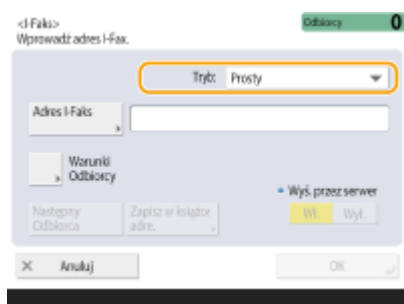 <I-Faks>
Wprowadź adres I-Fax.
Odbiorcy 0
Tryb: Prosty
Adres I-Faks
Warunki
Odbiorcy
Wyś. przez serwer
Następny
Odbiorca
Zapisz w książce
adre.
Wł. Wył.
Anuluj
OK